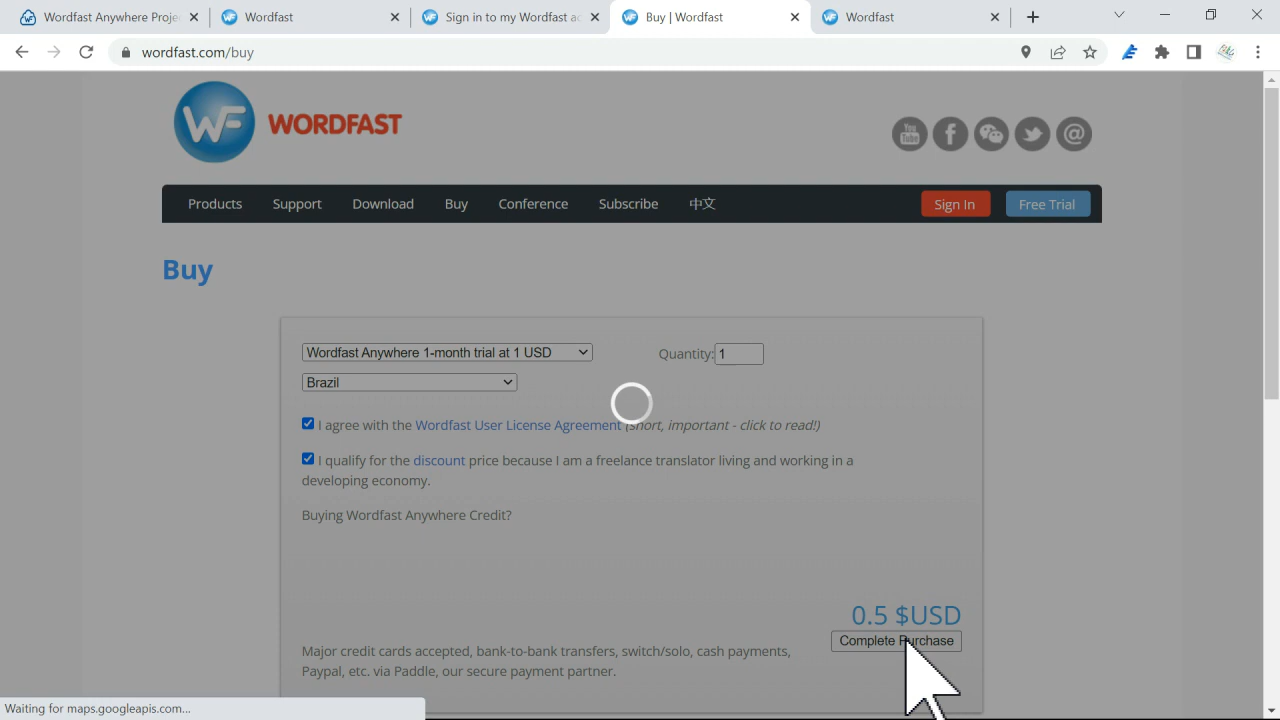 Wordfast Anywhere Proje
Wordfast
Sign in to my Wordfast ac
Buy | Wordfast
Wordfast
wordfast.com/buy
WF WORDFAST
You Tube
Products Support Download Buy Conference Subscribe 中文 Sign In Free Trial
Buy
Wordfast Anywhere 1-month trial at 1 USD Quantity: 1
Brazil
I agree with the Wordfast User License Agreement (short, important - click to read!)
I qualify for the discount price because I am a freelance translator living and working in a
developing economy.
Buying Wordfast Anywhere Credit?
0.5 $USD
Complete Purchase
Major credit cards accepted, bank-to-bank transfers, switch/solo, cash payments,
Paypal, etc. via Paddle, our secure payment partner.
Waiting for maps.googleapis.com...